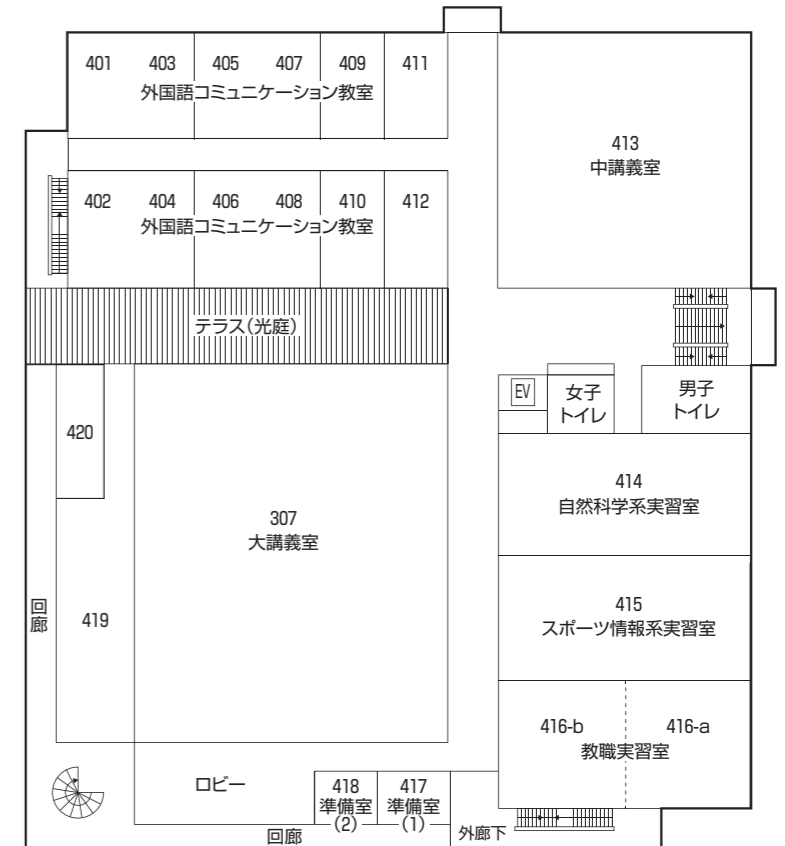 401 403 405 407 409 411
外国語コミュニケーション教室
413
中講義室
402 404 406 408 410 412
外国語コミュニケーション教室
テラス(光庭)
EV
女子
トイレ
男子
トイレ
420
414
自然科学系実習室
307
大講義室
回廊
419
415
スポーツ情報系実習室
416-b 416-a
教職実習室
ロビー
418
準備室
(2)
417
準備室
(1)
回廊
外廊下